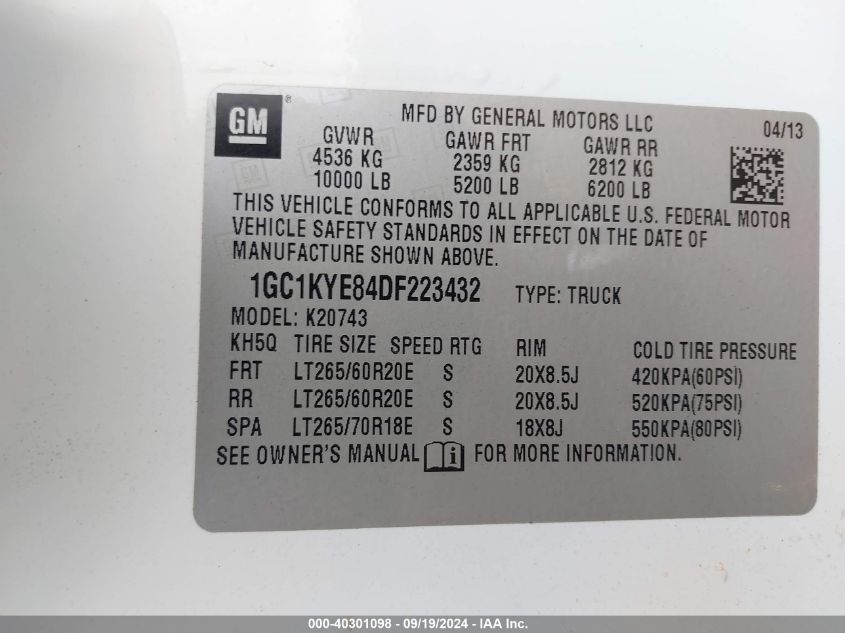 GM ®
MFD BY GENERAL MOTORS LLC 04/13
GVWR GAWR FRT GAWR RR
4536 KG 2359 KG 2812 KG
10000 LB 5200 LB 6200 LB
THIS VEHICLE CONFORMS TO ALL APPLICABLE U.S. FEDERAL MOTOR
VEHICLE SAFETY STANDARDS IN EFFECT ON THE DATE OF
MANUFACTURE SHOWN ABOVE.
1GC1KYE84DF223432 TYPE: TRUCK
MODEL: K20743
KH5Q TIRE SIZE SPEED RTG RIM COLD TIRE PRESSURE
FRT LT265/60R20E S 20X8.5J 420KPA(60PSI)
RR LT265/60R20E S 20X8.5J 520KPA(75PSI)
SPA LT265/70R18E S 18X8J 550KPA(80PSI)
SEE OWNER'S MANUAL i FOR MORE INFORMATION.
000-40301098 - 09/19/2024 - IAA Inc.